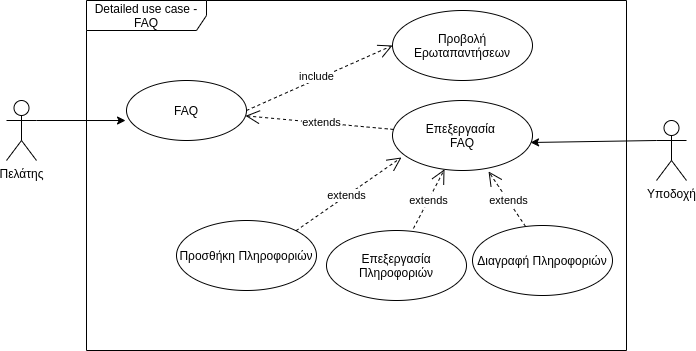 Detailed use case -
FAQ
Προβολή
Ερωταπαντήσεων
include
FAQ
extends
Επεξεργασία
FAQ
Πελάτης
Υποδοχή
extends
extends
extends
Προσθήκη Πληροφοριών
Επεξεργασία
Πληροφοριών
Διαγραφή Πληροφοριών